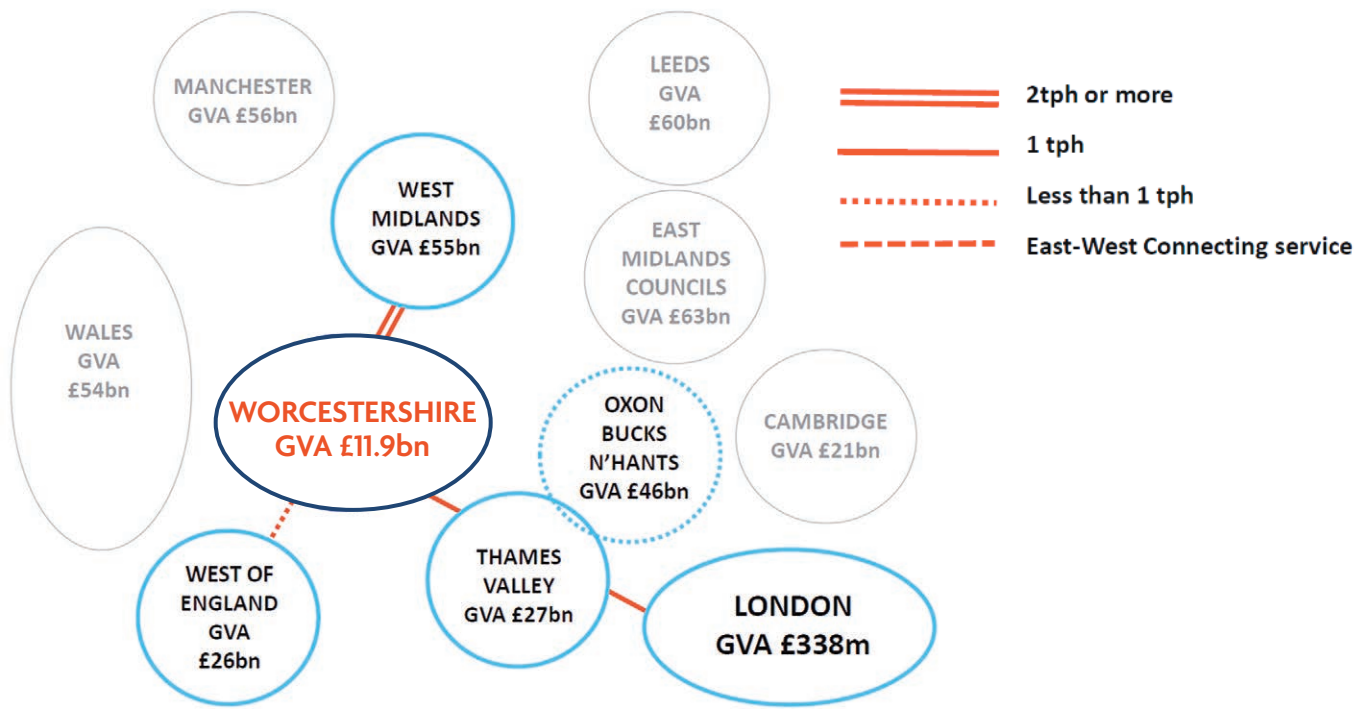 MANCHESTER
GVA £56bn
LEEDS
GVA
£60bn
2tph or more
1 tph
Less than 1 tph
East-West Connecting service
WEST
MIDLANDS
GVA £55bn
EAST
MIDLANDS
COUNCILS
GVA £63bn
WALES
GVA
£54bn
WORCESTERSHIRE
GVA £11.9bn
OXON
BUCKS
N’HANTS
GVA £46bn
CAMBRIDGE
GVA £21bn
WEST OF
ENGLAND
GVA
£26bn
THAMES
VALLEY
GVA £27bn
LONDON
GVA £338m